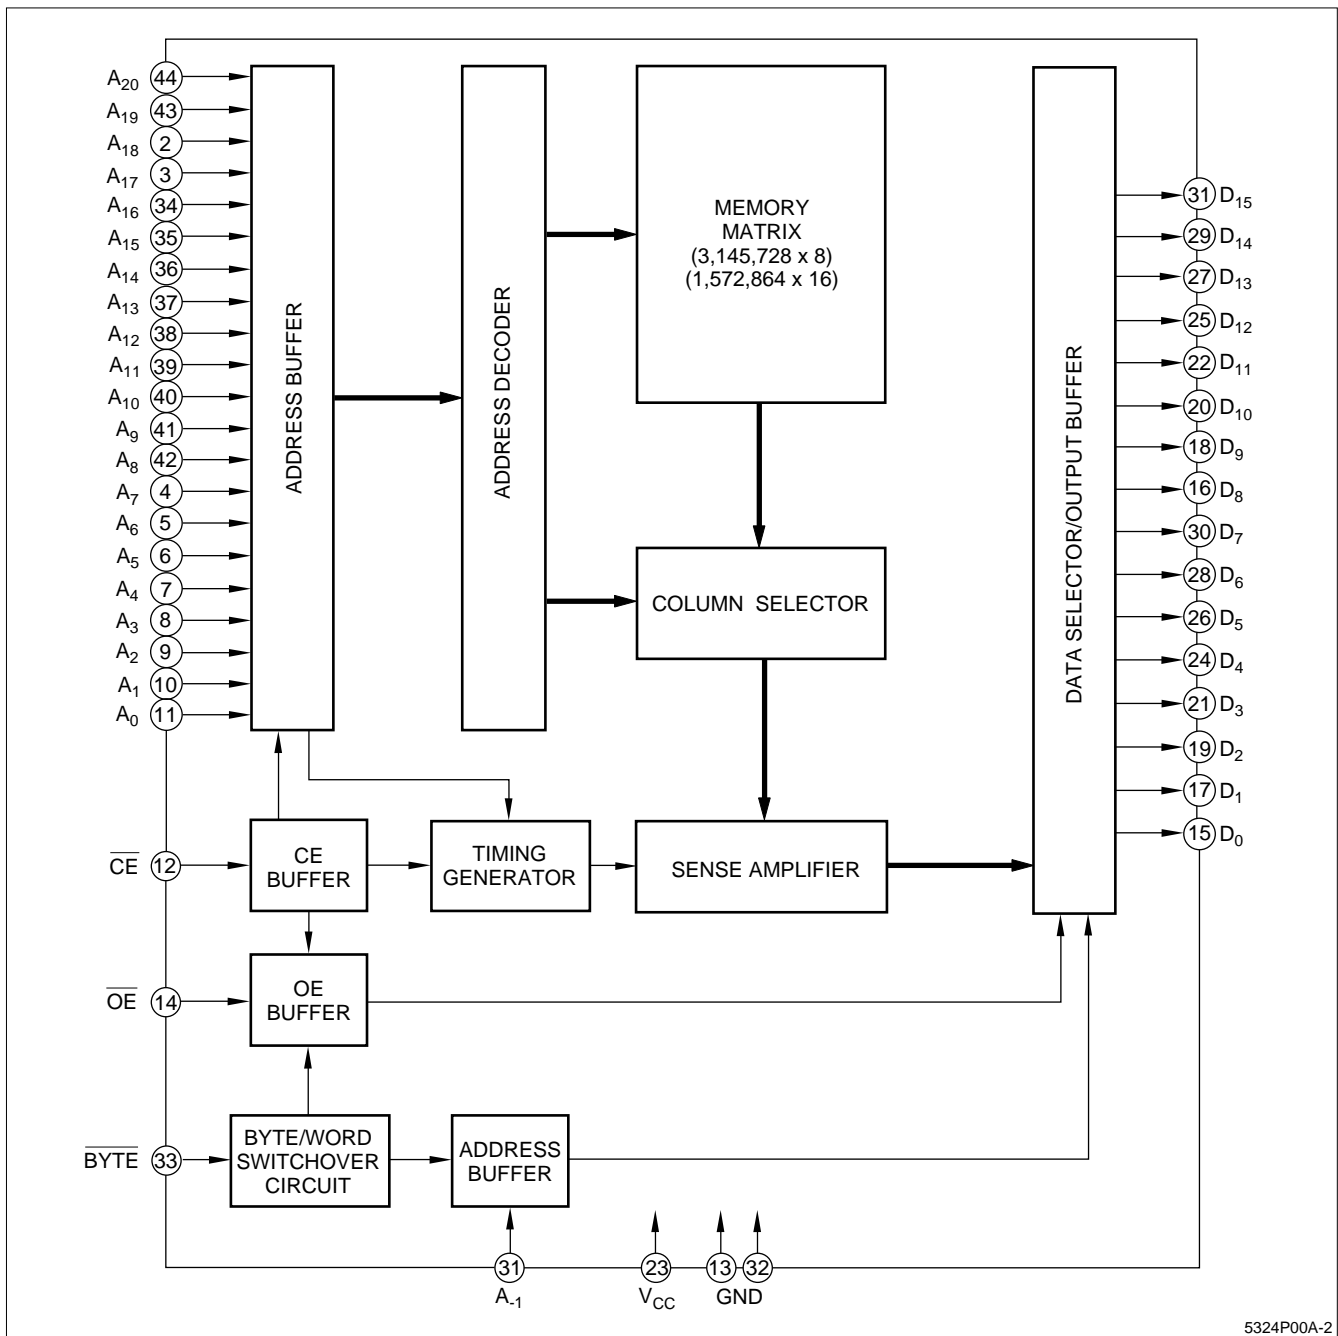 A20 44
A19 43
A18 2
A17 3
A16 34
A15 35
A14 36
A13 37
A12 38
A11 39
A10 40
A9 41
A8 42
A7 4
A6 5
A5 6
A4 7
A3 8
A2 9
A1 10
A0 11
ADDRESS BUFFER
ADDRESS DECODER
MEMORY
MATRIX
(3,145,728 x 8)
(1,572,864 x 16)
COLUMN SELECTOR
DATA SELECTOR/OUTPUT BUFFER
31 D15
29 D14
27 D13
25 D12
22 D11
20 D10
18 D9
16 D8
30 D7
28 D6
26 D5
24 D4
21 D3
19 D2
17 D1
15 D0
CE 12
CE
BUFFER
TIMING
GENERATOR
SENSE AMPLIFIER
OE 14
OE
BUFFER
BYTE 33
BYTE/WORD
SWITCHOVER
CIRCUIT
ADDRESS
BUFFER
31 23 13 32
A-1 VCC GND
5324P00A-2